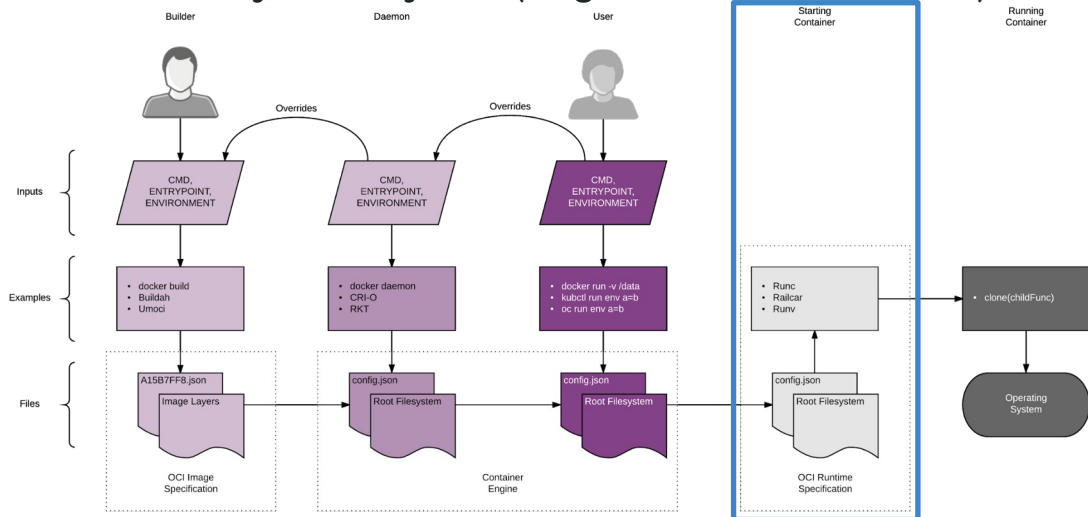 Builder
Daemon
User
Starting
Container
Running
Container
Overrides
Overrides
Inputs
CMD,
ENTRYPOINT,
ENVIRONMENT
CMD,
ENTRYPOINT,
ENVIRONMENT
CMD,
ENTRYPOINT,
ENVIRONMENT
Examples
• docker build
• Buildah
• Umoci
• docker daemon
• CRI-O
• RKT
• docker run -v /data
• kubctl run env a=b
• oc run env a=b
• Runc
• Railcar
• Runv
• clone(childFunc)
Files
A15B7FF8.json
Image Layers
config.json
Root Filesystem
config.json
Root Filesystem
config.json
Root Filesystem
Operating
System
OCI Image
Specification
Container
Engine
OCI Runtime
Specification